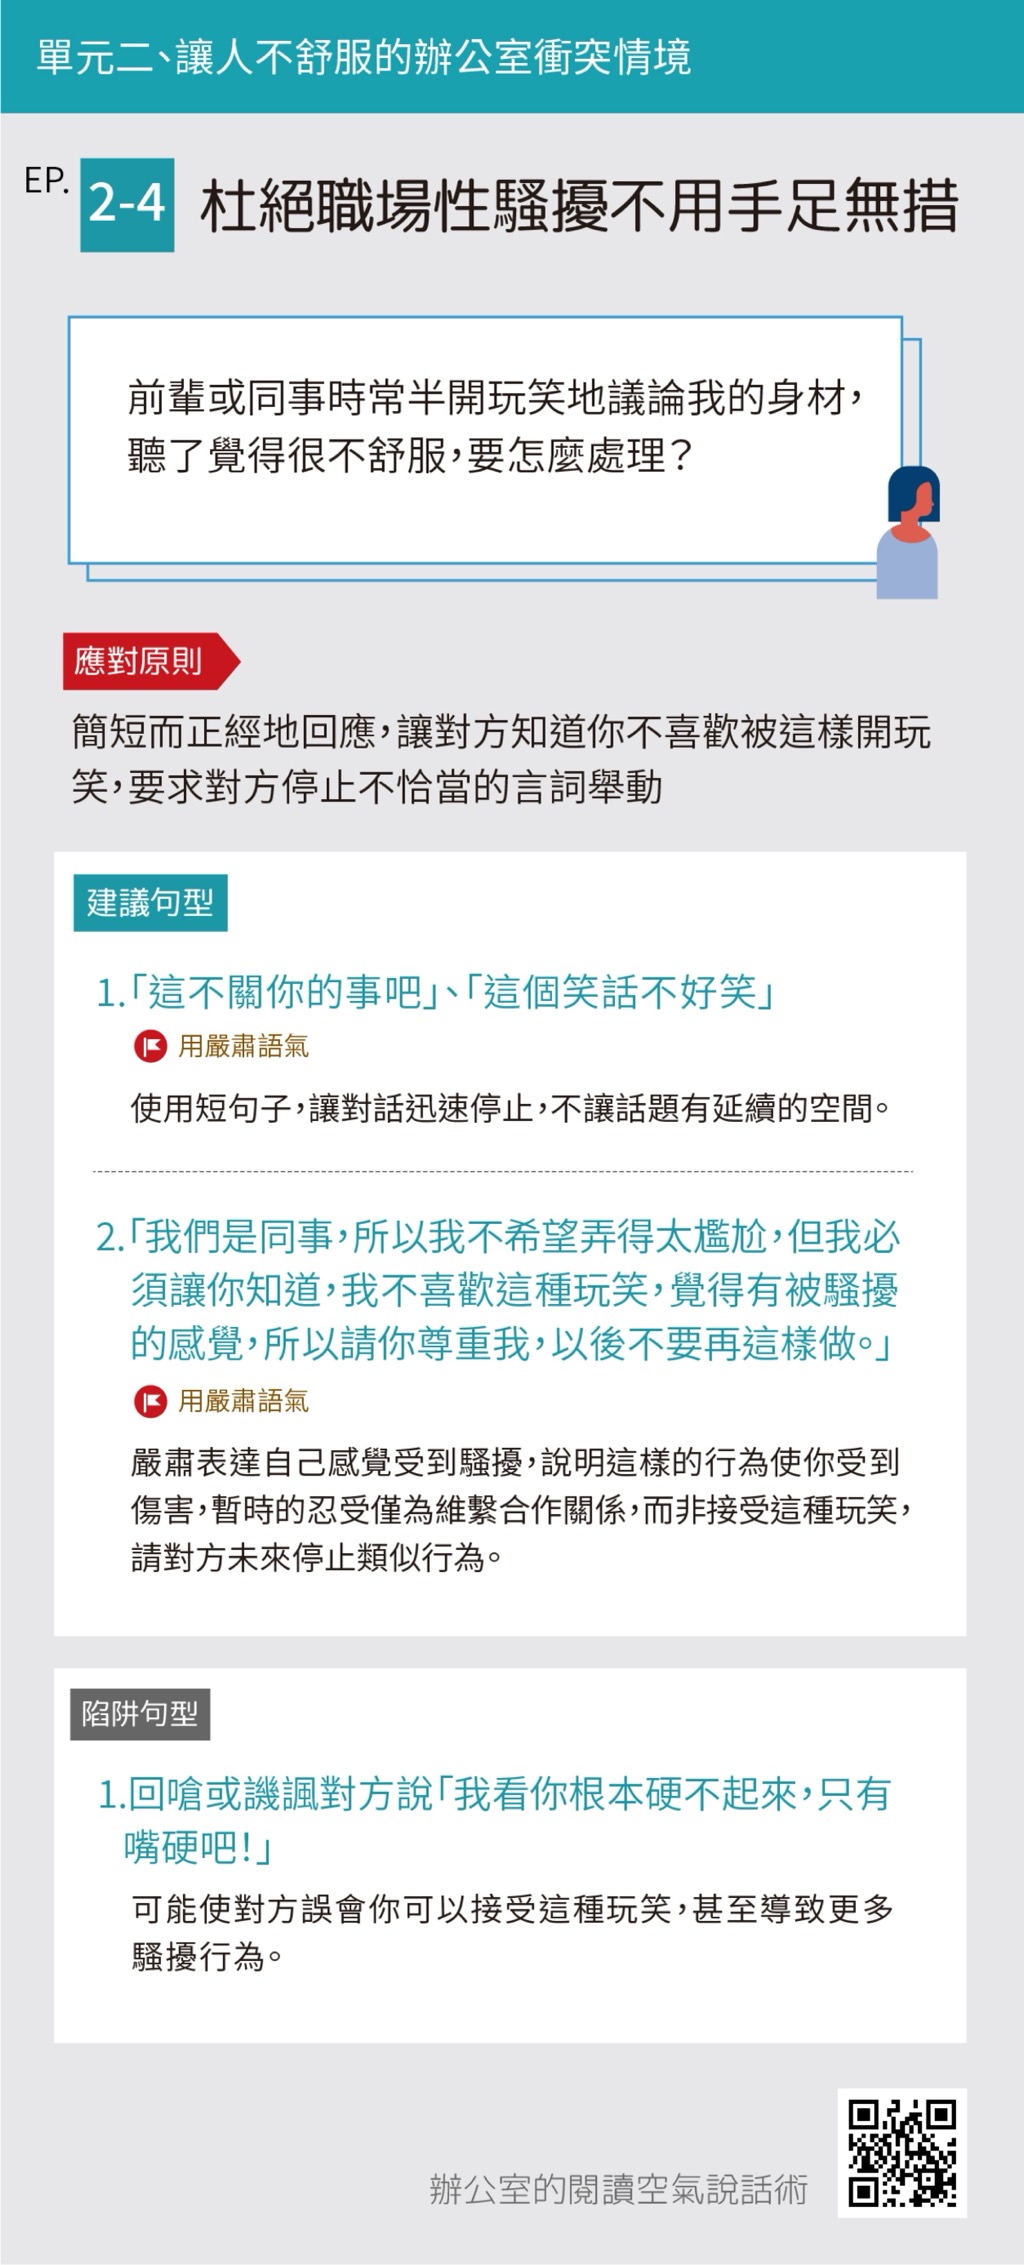 單元二、讓人不舒服的辦公室衝突情境
EP. 2-4 杜絕職場性騷擾不用手足無措
前輩或同事時常半開玩笑地議論我的身材，
聽了覺得很不舒服，要怎麼處理？
應對原則
簡短而正經地回應，讓對方知道你不喜歡被這樣開玩
笑，要求對方停止不恰當的言詞舉動
建議句型
1.「這不關你的事吧」、「這個笑話不好笑」
用嚴肅語氣
使用短句子，讓對話迅速停止，不讓話題有延續的空間。
2.「我們是同事，所以我不希望弄得太尷尬，但我必
須讓你知道，我不喜歡這種玩笑，覺得有被騷擾
的感覺，所以請你尊重我，以後不要再這樣做。」
用嚴肅語氣
嚴肅表達自己感覺受到騷擾，說明這樣的行為使你受到
傷害，暫時的忍受僅為維繫合作關係，而非接受這種玩笑，
請對方未來停止類似行為。
陷阱句型
1.回嗆或譏諷對方說「我看你根本硬不起來，只有
嘴硬吧！」
可能使對方誤會你可以接受這種玩笑，甚至導致更多
騷擾行為。
辦公室的閱讀空氣說話術